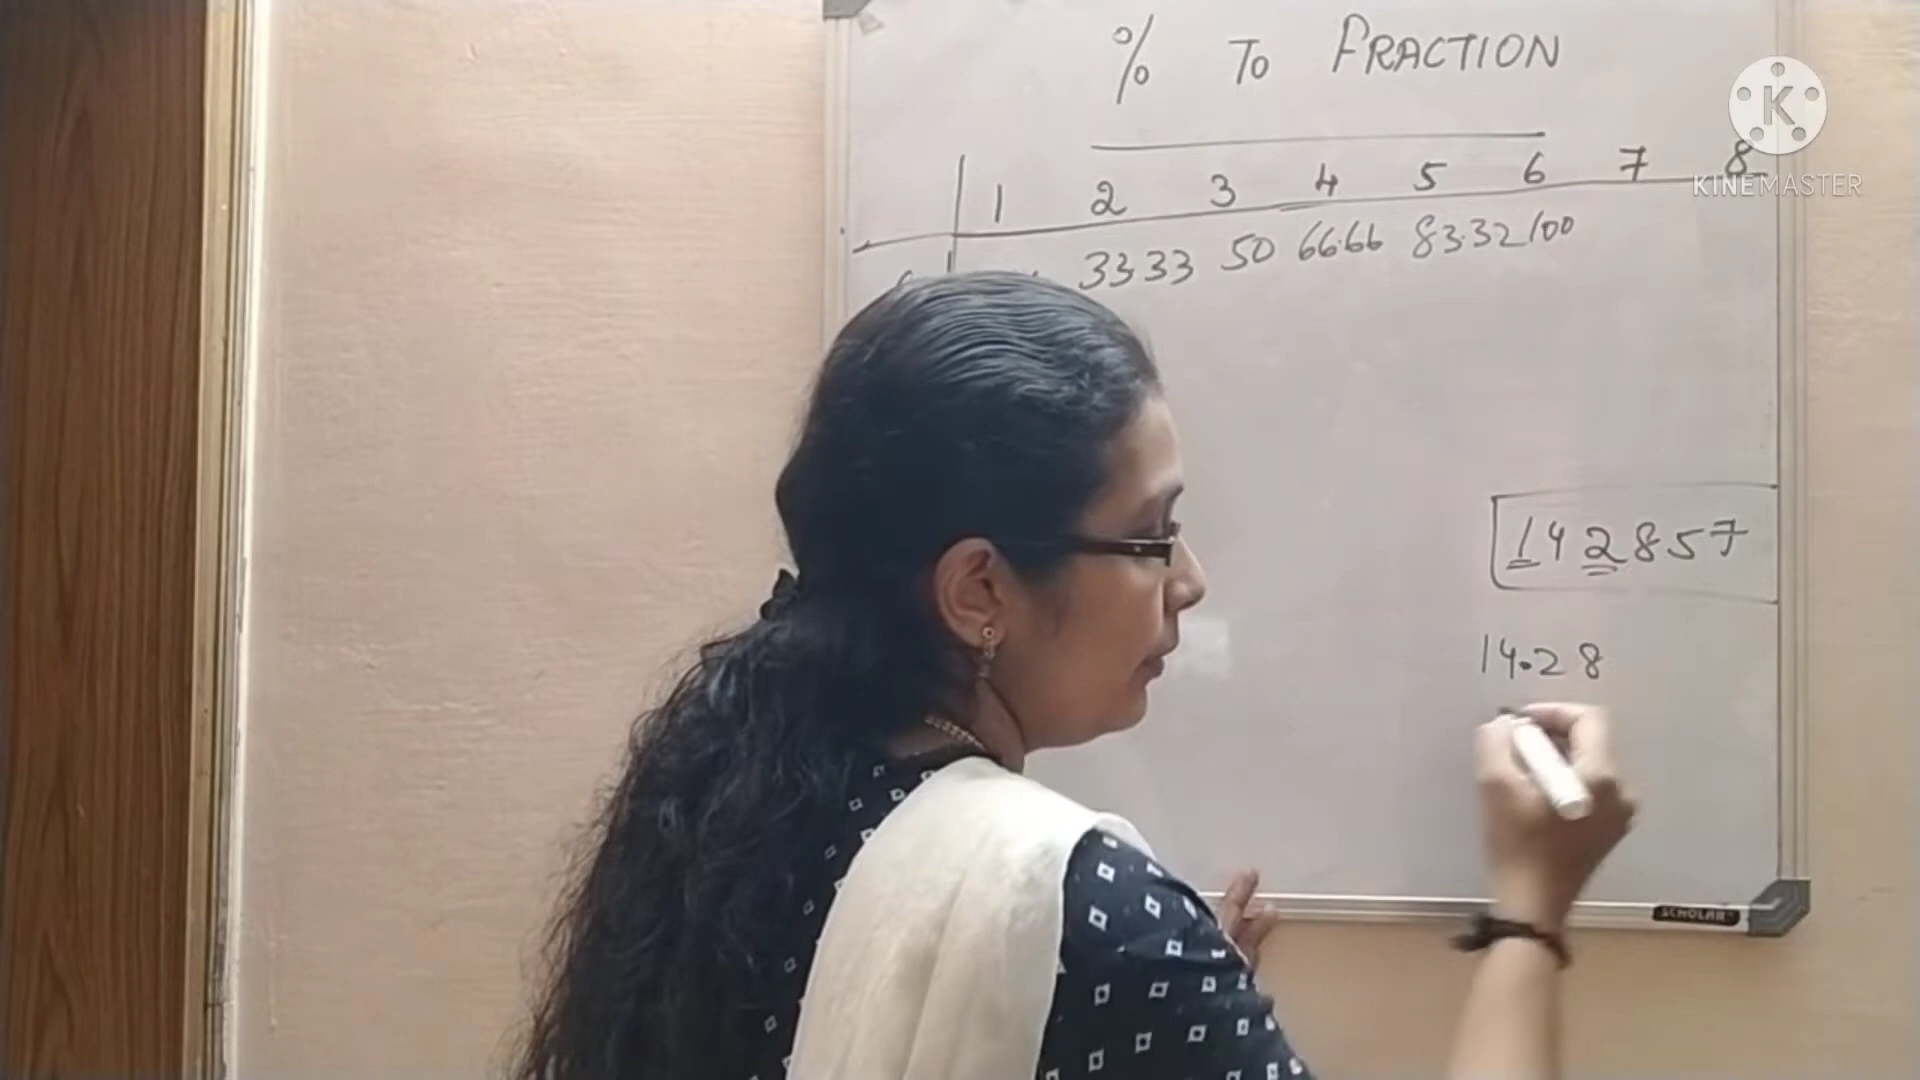 % To FRACTION
1 2 3 4 5 6 7 8
33.33 50 66.66 83.32 100
142857
14.28
SCHOLAR
K
KINEMASTER